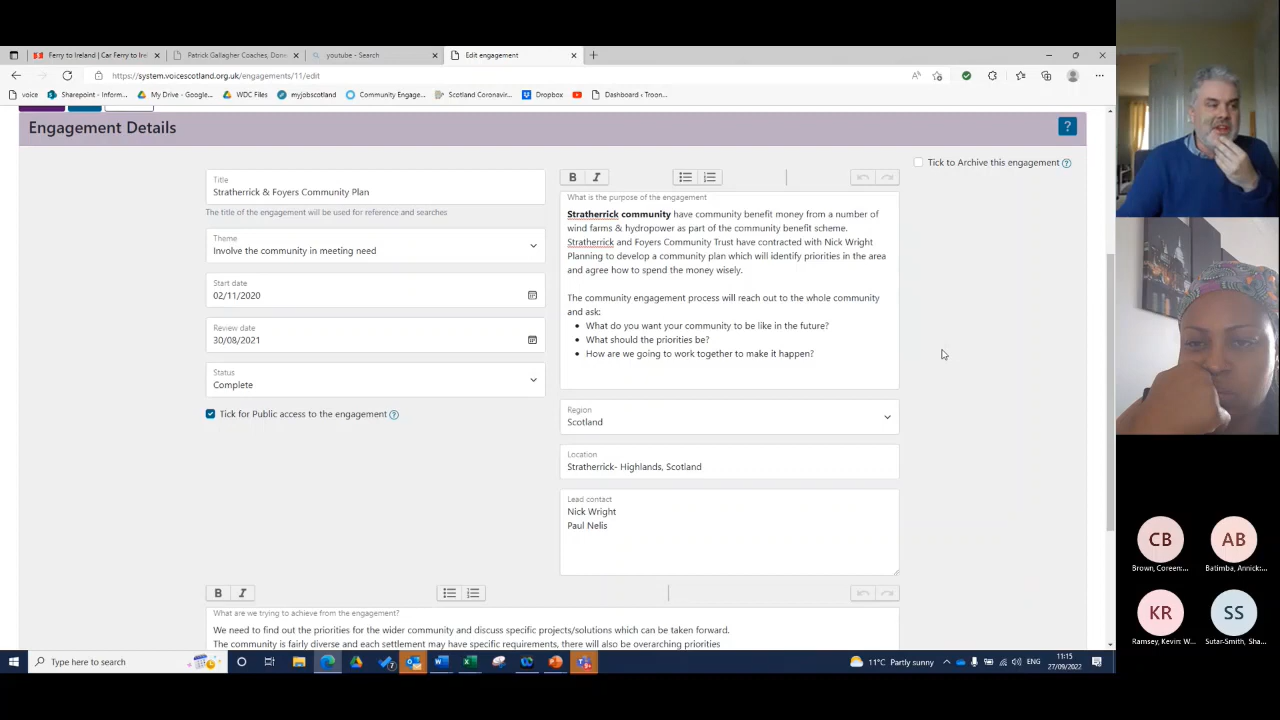 Ferry to Ireland | Car Ferry to Ire
Patrick Gallagher Coaches, Done
youtube - Search
Edit engagement
https://system.voicescotland.org.uk/engagements/11/edit
voice
Sharepoint - Inform...
My Drive - Google...
WDC Files
myjobscotland
Community Engage...
Scotland Coronavir...
Dropbox
Dashboard ‹ Troon...
Engagement Details
?
Tick to Archive this engagement ?
Title
Stratherrick & Foyers Community Plan
The title of the engagement will be used for reference and searches
Theme
Involve the community in meeting need
Start date
02/11/2020
Review date
30/08/2021
Status
Complete
Tick for Public access to the engagement ?
B I
What is the purpose of the engagement
Stratherrick community have community benefit money from a number of
wind farms & hydropower as part of the community benefit scheme.
Stratherrick and Foyers Community Trust have contracted with Nick Wright
Planning to develop a community plan which will identify priorities in the area
and agree how to spend the money wisely.
The community engagement process will reach out to the whole community
and ask:
• What do you want your community to be like in the future?
• What should the priorities be?
• How are we going to work together to make it happen?
Region
Scotland
Location
Stratherrick- Highlands, Scotland
Lead contact
Nick Wright
Paul Nelis
B I
What are we trying to achieve from the engagement?
We need to find out the priorities for the wider community and discuss specific projects/solutions which can be taken forward.
The community is fairly diverse and each settlement may have specific requirements, there will also be overarching priorities
Type here to search
11°C Partly sunny
ENG
11:15
27/09/2022
CB
Brown, Coreen:...
AB
Batimba, Annick:...
KR
Ramsey, Kevin: W...
SS
Sutar-Smith, Sha...